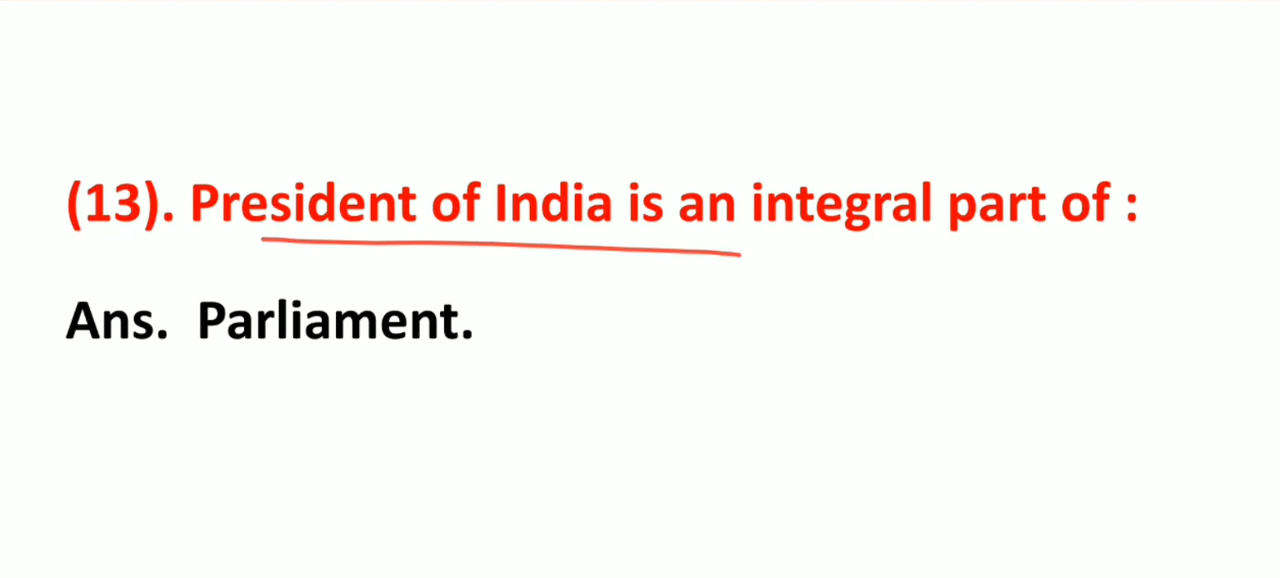 (13). President of India is an integral part of :
Ans. Parliament.